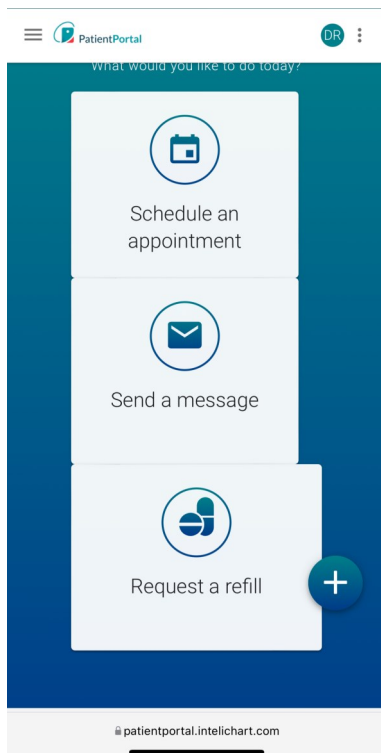 PatientPortal
DR
What would you like to do today?
Schedule an
appointment
Send a message
Request a refill
patientportal.intelichart.com